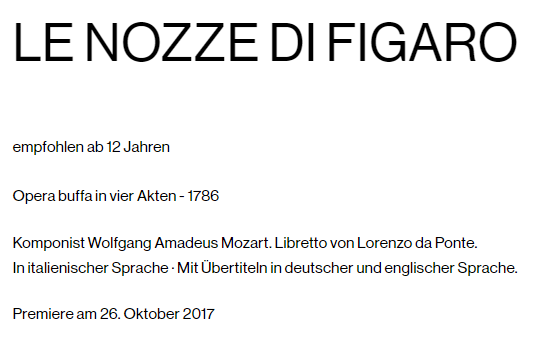 LE NOZZE DI FIGARO
empfohlen ab 12 Jahren
Opera buffa in vier Akten - 1786
Komponist Wolfgang Amadeus Mozart. Libretto von Lorenzo da Ponte.
In italienischer Sprache · Mit Übertiteln in deutscher und englischer Sprache.
Premiere am 26. Oktober 2017